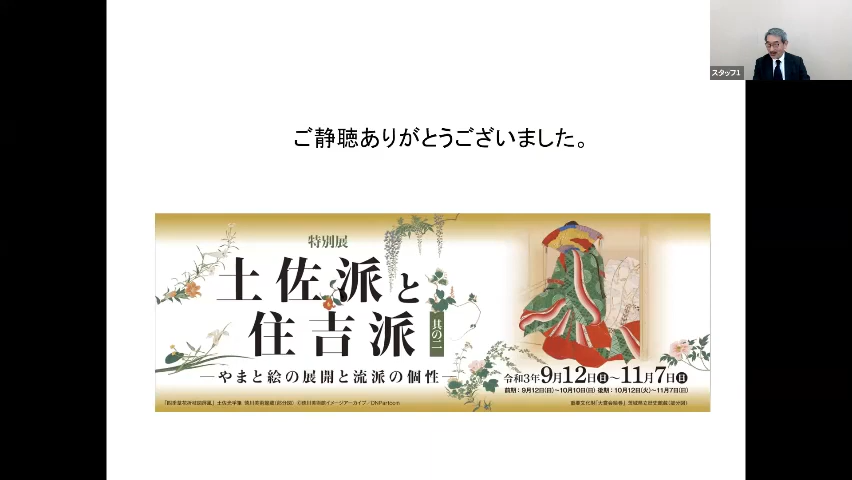 スタッフ1
ご静聴ありがとうございました。
特別展
土佐派と
住吉派
其の二
―やまと絵の展開と流派の個性―
令和3年9月12日日〜11月7日日
前期:9月12日(日)〜10月10日(日) 後期:10月12日(火)〜11月7日(日)